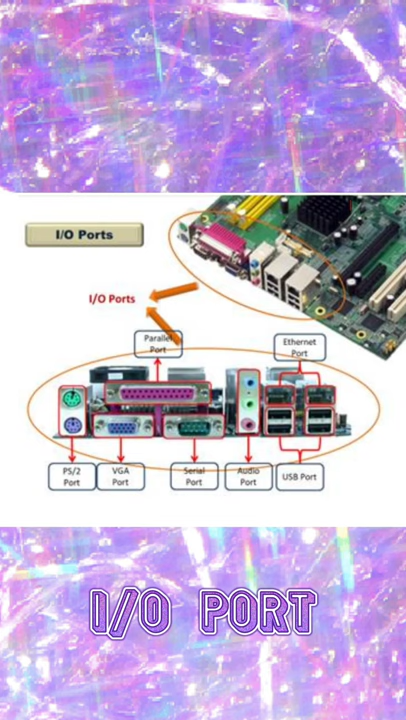 I/O Ports
I/O Ports
Parallel
Port
Ethernet
Port
PS/2
Port
VGA
Port
Serial
Port
Audio
Port
USB Port
I/O PORT